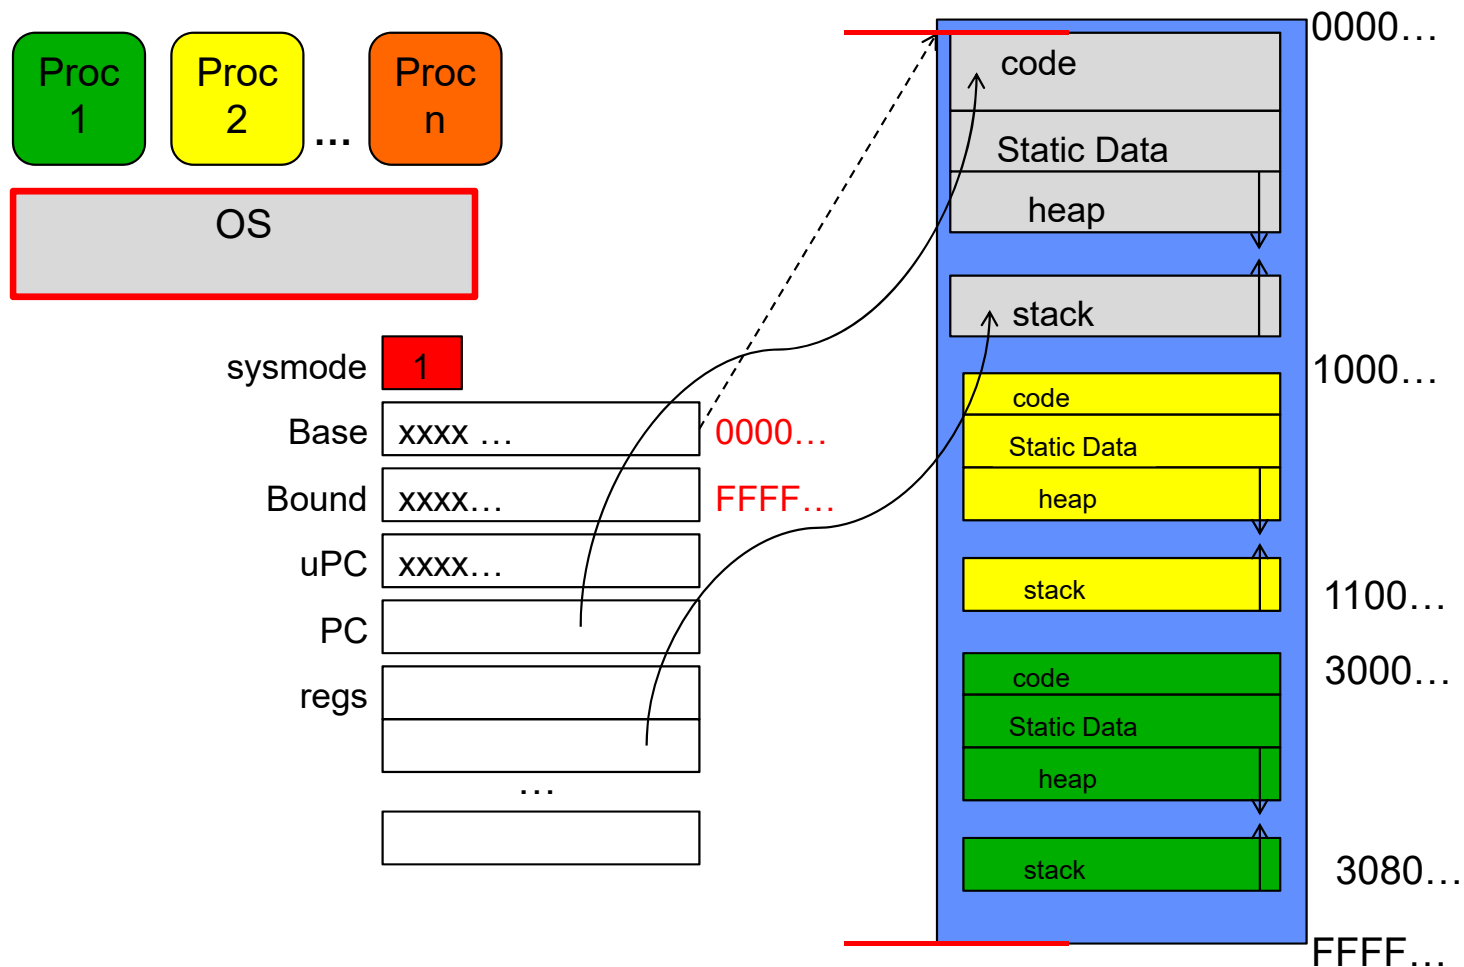 Proc
1
Proc
2
...
Proc
n
OS
sysmode
1
Base
xxxx ...
0000...
Bound
xxxx...
FFFF...
uPC
xxxx...
PC
regs
...
code
Static Data
heap
stack
code
Static Data
heap
stack
code
Static Data
heap
stack
0000...
1000...
1100...
3000...
3080...
FFFF...